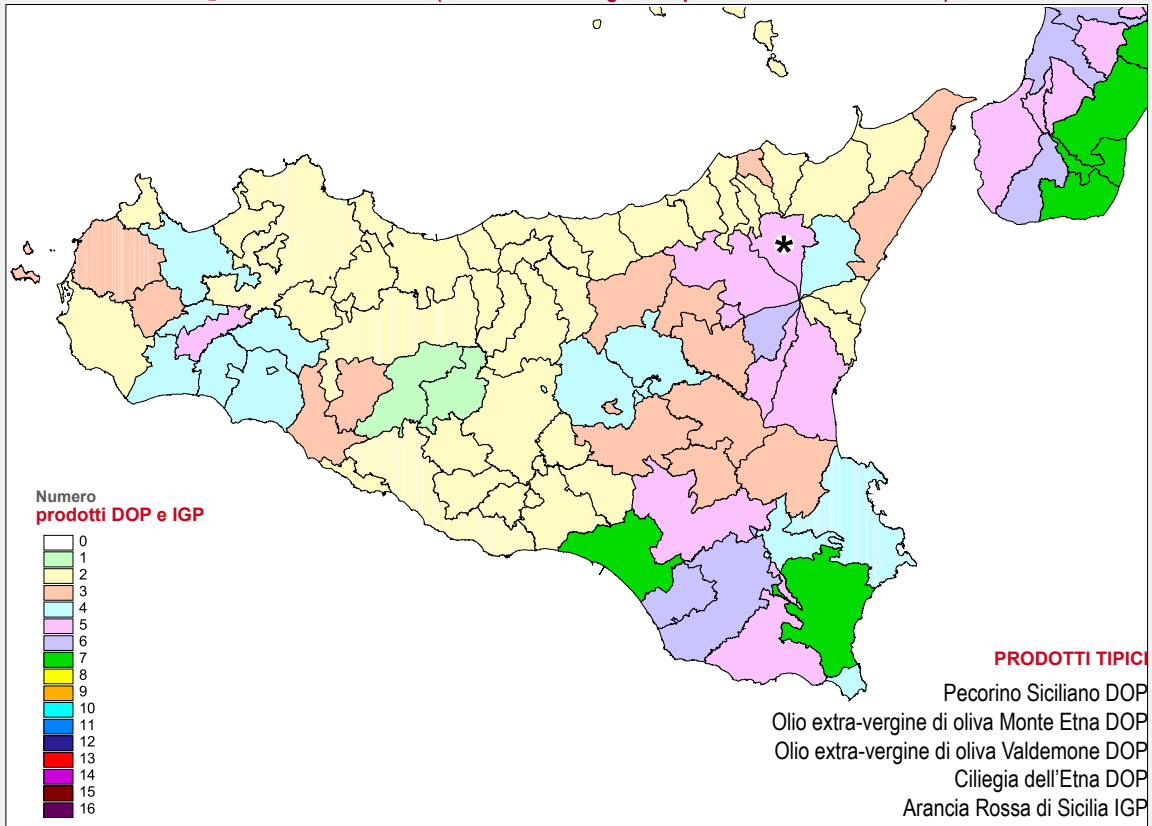 Numero
prodotti DOP e IGP
0
1
2
3
4
5
6
7
8
9
10
11
12
13
14
15
16
*
PRODOTTI TIPICI
Pecorino Siciliano DOP
Olio extra-vergine di oliva Monte Etna DOP
Olio extra-vergine di oliva Valdemone DOP
Ciliegia dell'Etna DOP
Arancia Rossa di Sicilia IGP